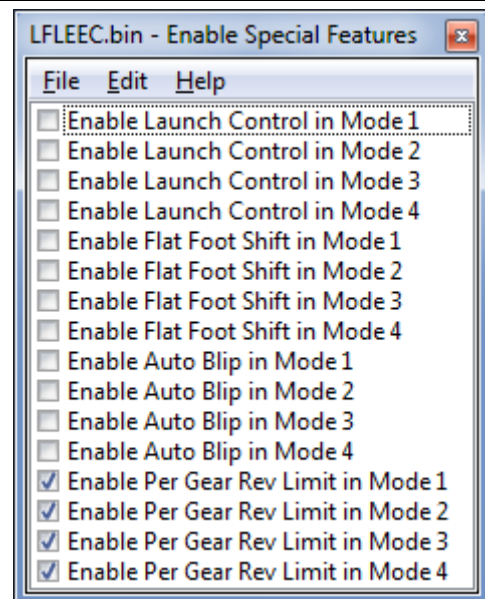 LFLEEC.bin - Enable Special Features
File Edit Help
Enable Launch Control in Mode 1
Enable Launch Control in Mode 2
Enable Launch Control in Mode 3
Enable Launch Control in Mode 4
Enable Flat Foot Shift in Mode 1
Enable Flat Foot Shift in Mode 2
Enable Flat Foot Shift in Mode 3
Enable Flat Foot Shift in Mode 4
Enable Auto Blip in Mode 1
Enable Auto Blip in Mode 2
Enable Auto Blip in Mode 3
Enable Auto Blip in Mode 4
Enable Per Gear Rev Limit in Mode 1
Enable Per Gear Rev Limit in Mode 2
Enable Per Gear Rev Limit in Mode 3
Enable Per Gear Rev Limit in Mode 4